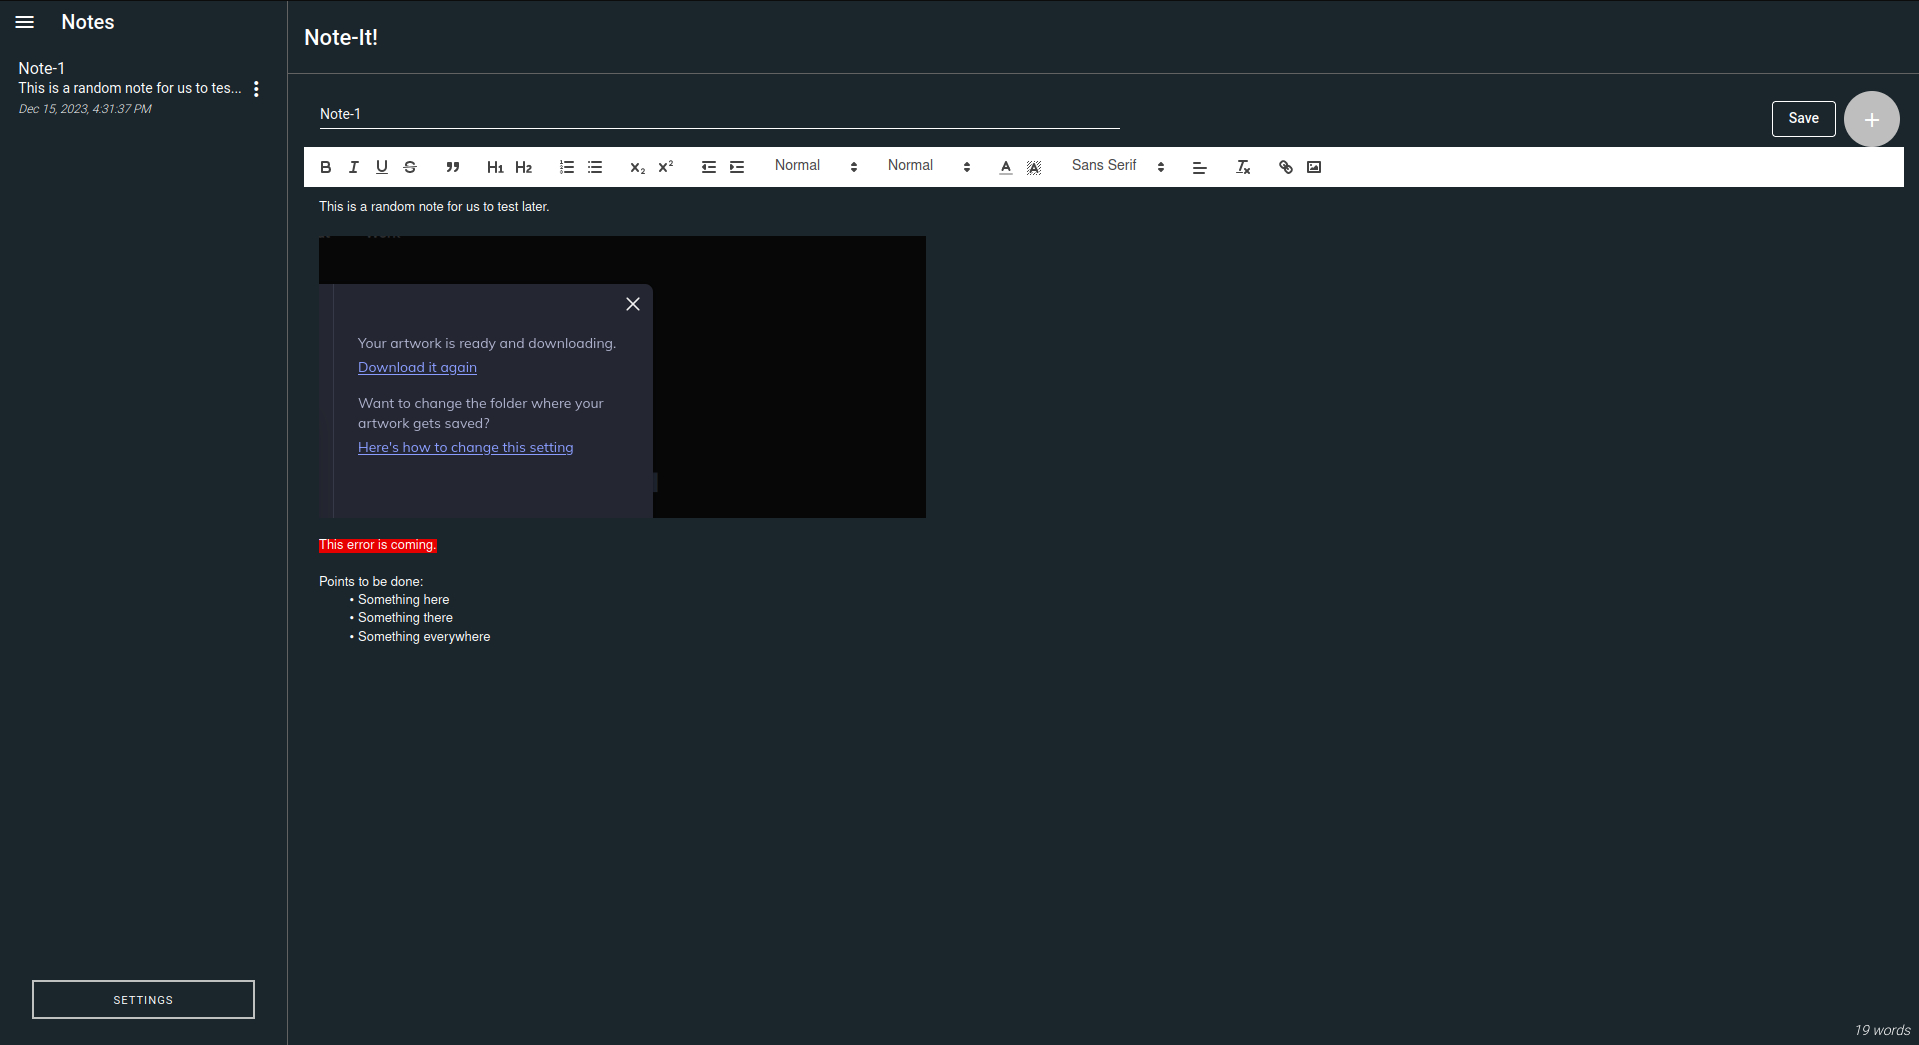 Notes
Note-1
This is a random note for us to tes...
Dec 15, 2023, 4:31:37 PM
SETTINGS
Note-It!
Note-1
Save
B I U S H1 H2 X2 X2 Normal Normal A A Sans Serif Tx
This is a random note for us to test later.
Your artwork is ready and downloading.
Download it again
Want to change the folder where your
artwork gets saved?
Here's how to change this setting
This error is coming.
Points to be done:
• Something here
• Something there
• Something everywhere
19 words